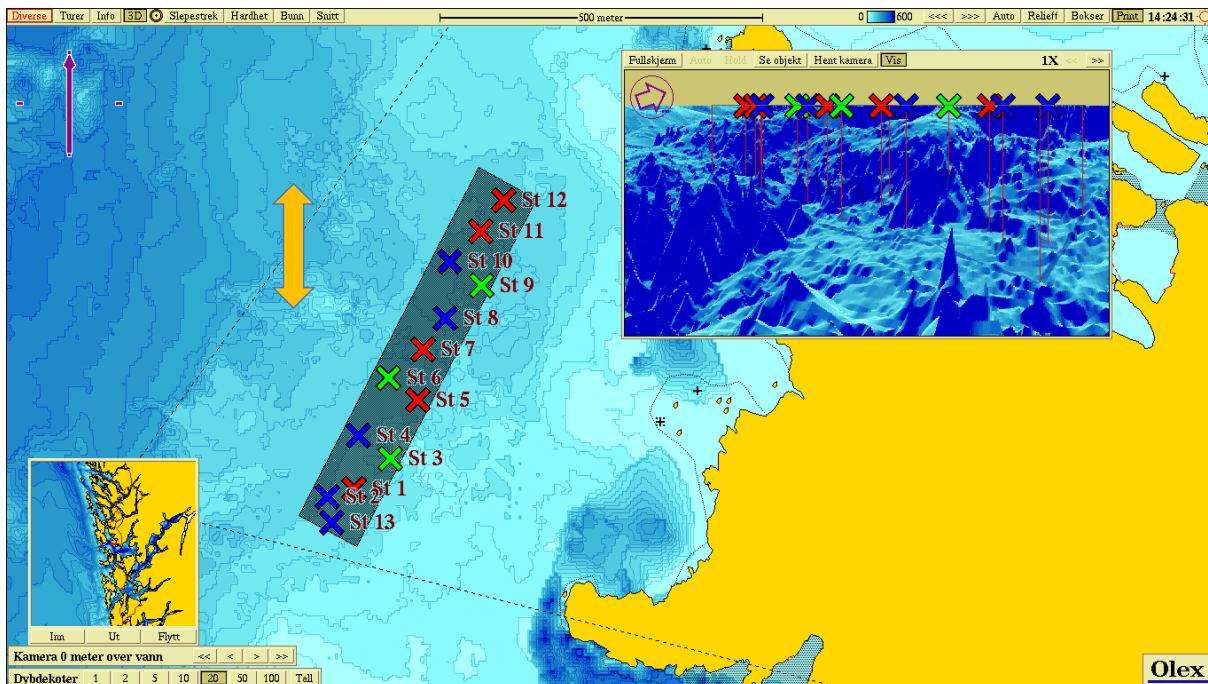 Diverse Turer Info 3D Slepestrek Hardhet Bunn Snitt 500 meter 0 600 <<< >>> Auto Relieff Bokser Print 14:24:31
Fullskjerm Auto Hold Se objekt Hent kamera Vis 1X << >>
St 12
St 11
St 10
St 9
St 8
St 7
St 6
St 5
St 4
St 3
St 1
St 2
St 13
Inn Ut Flytt
Kamera 0 meter over vann << < > >>
Dybdekoter 1 2 5 10 20 50 100 Tall
Olex